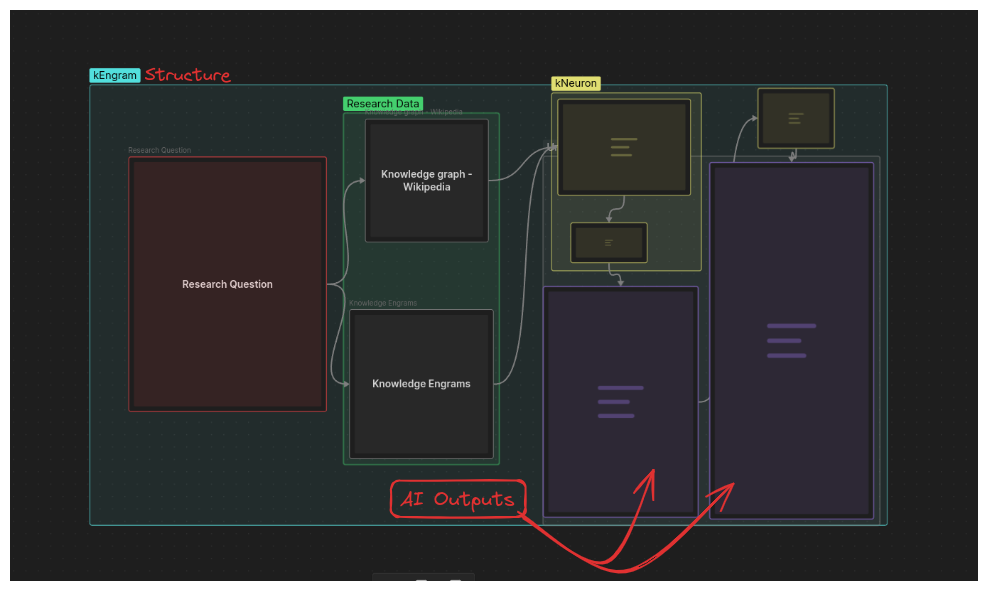 kEngram Structure
kNeuron
Research Data
Knowledge graph - Wikipedia
Research Question
Knowledge graph -
Wikipedia
Research Question
Knowledge Engrams
Knowledge Engrams
AI Outputs